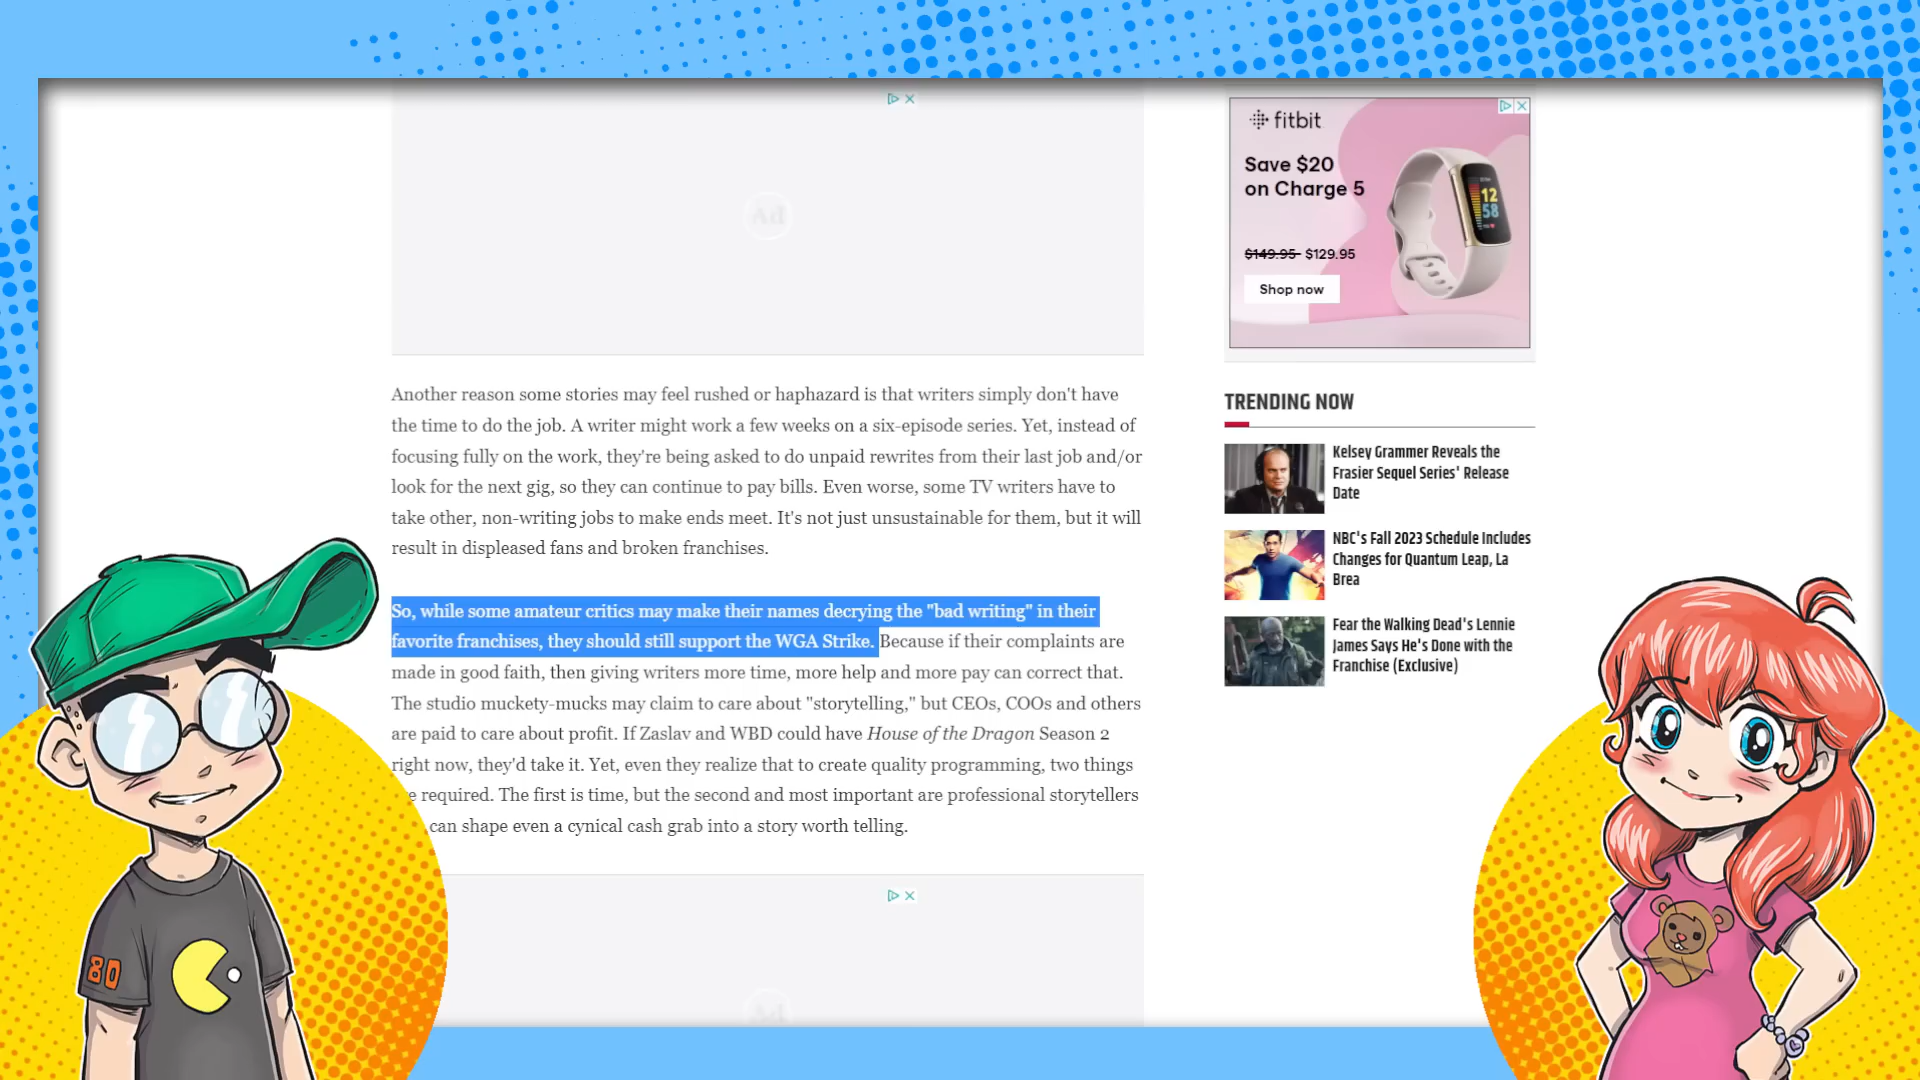 Ad
fitbit
Save $20
on Charge 5
$149.95 $129.95
Shop now
Another reason some stories may feel rushed or haphazard is that writers simply don't have
the time to do the job. A writer might work a few weeks on a six-episode series. Yet, instead of
focusing fully on the work, they're being asked to do unpaid rewrites from their last job and/or
look for the next gig, so they can continue to pay bills. Even worse, some TV writers have to
take other, non-writing jobs to make ends meet. It's not just unsustainable for them, but it will
result in displeased fans and broken franchises.
So, while some amateur critics may make their names decrying the "bad writing" in their
favorite franchises, they should still support the WGA Strike. Because if their complaints are
made in good faith, then giving writers more time, more help and more pay can correct that.
The studio muckety-mucks may claim to care about "storytelling," but CEOs, COOs and others
are paid to care about profit. If Zaslav and WBD could have House of the Dragon Season 2
right now, they'd take it. Yet, even they realize that to create quality programming, two things
required. The first is time, but the second and most important are professional storytellers
can shape even a cynical cash grab into a story worth telling.
TRENDING NOW
Kelsey Grammer Reveals the
Frasier Sequel Series' Release
Date
NBC's Fall 2023 Schedule Includes
Changes for Quantum Leap, La
Brea
Fear the Walking Dead's Lennie
James Says He's Done with the
Franchise (Exclusive)
12
58
80
Ad